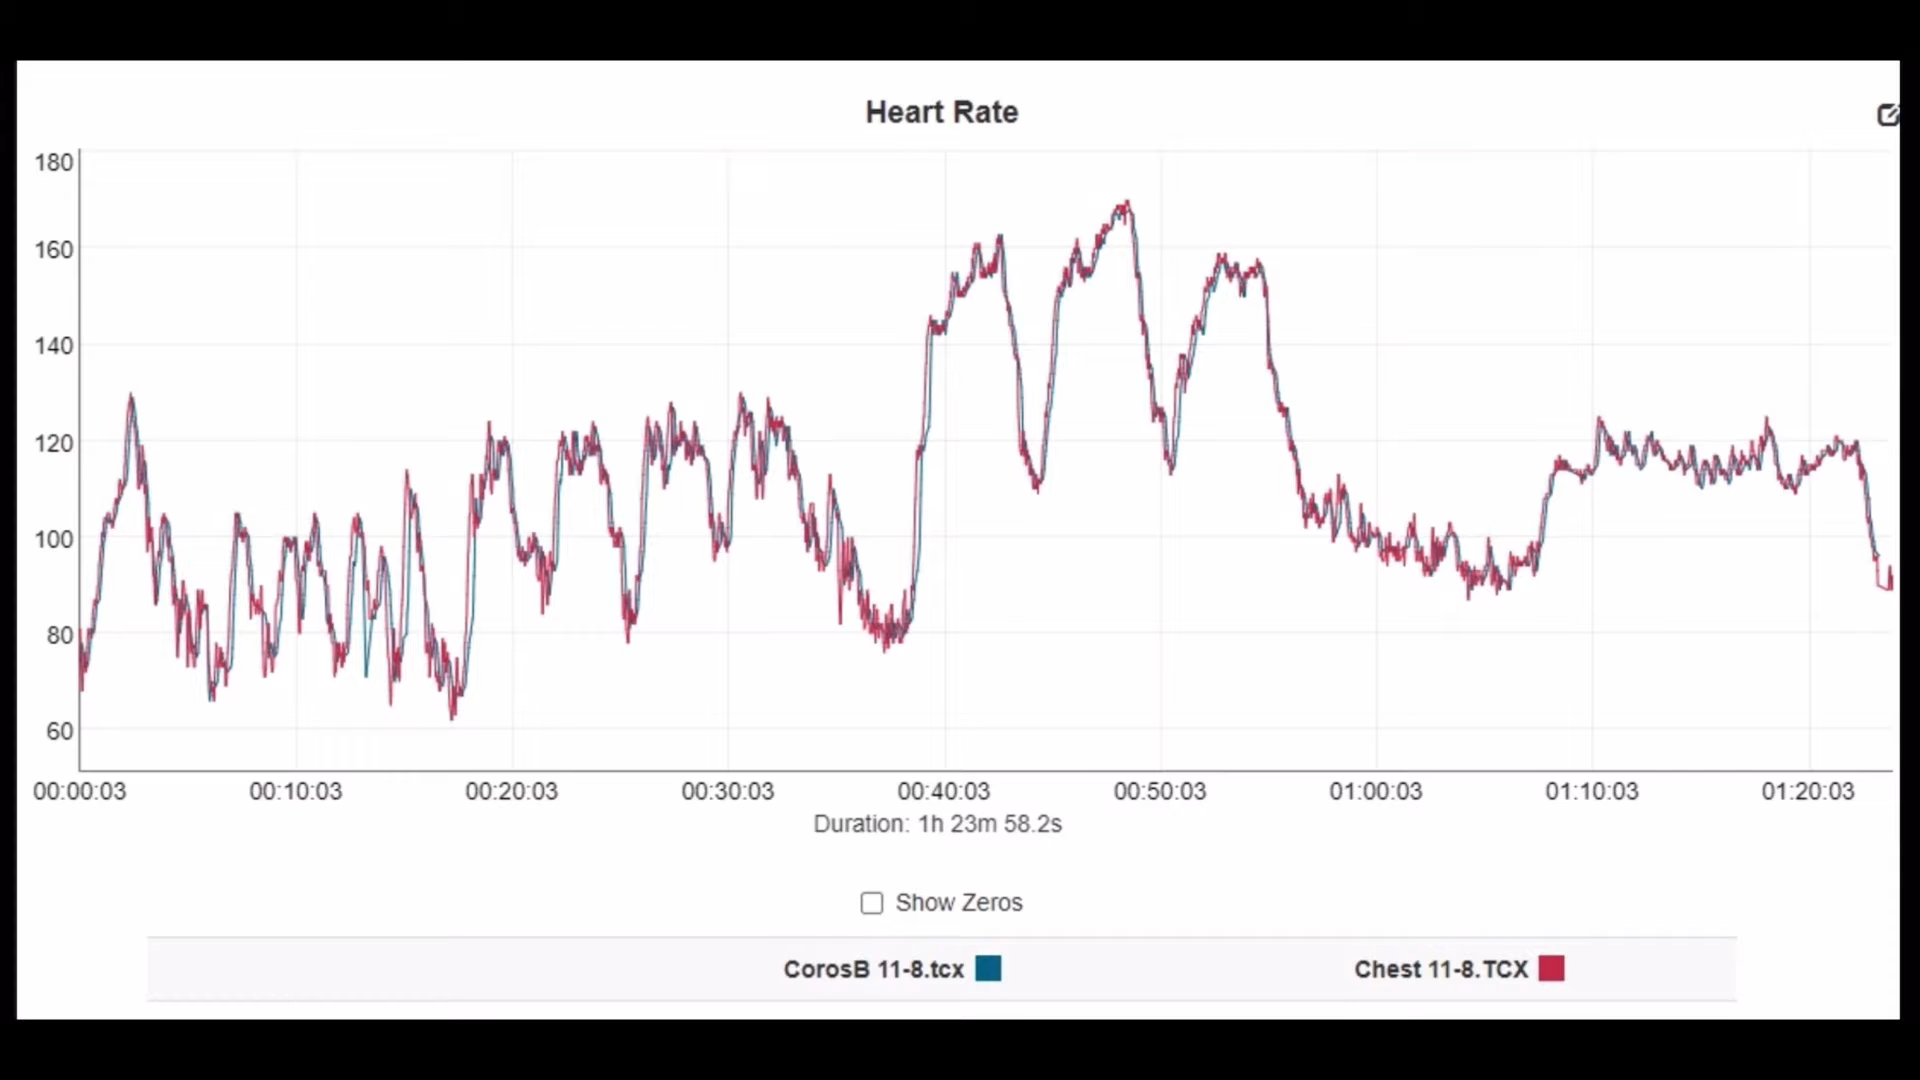 Heart Rate
180
160
140
120
100
80
60
00:00:03 00:10:03 00:20:03 00:30:03 00:40:03 00:50:03 01:00:03 01:10:03 01:20:03
Duration: 1h 23m 58.2s
Show Zeros
CorosB 11-8.tcx Chest 11-8.TCX